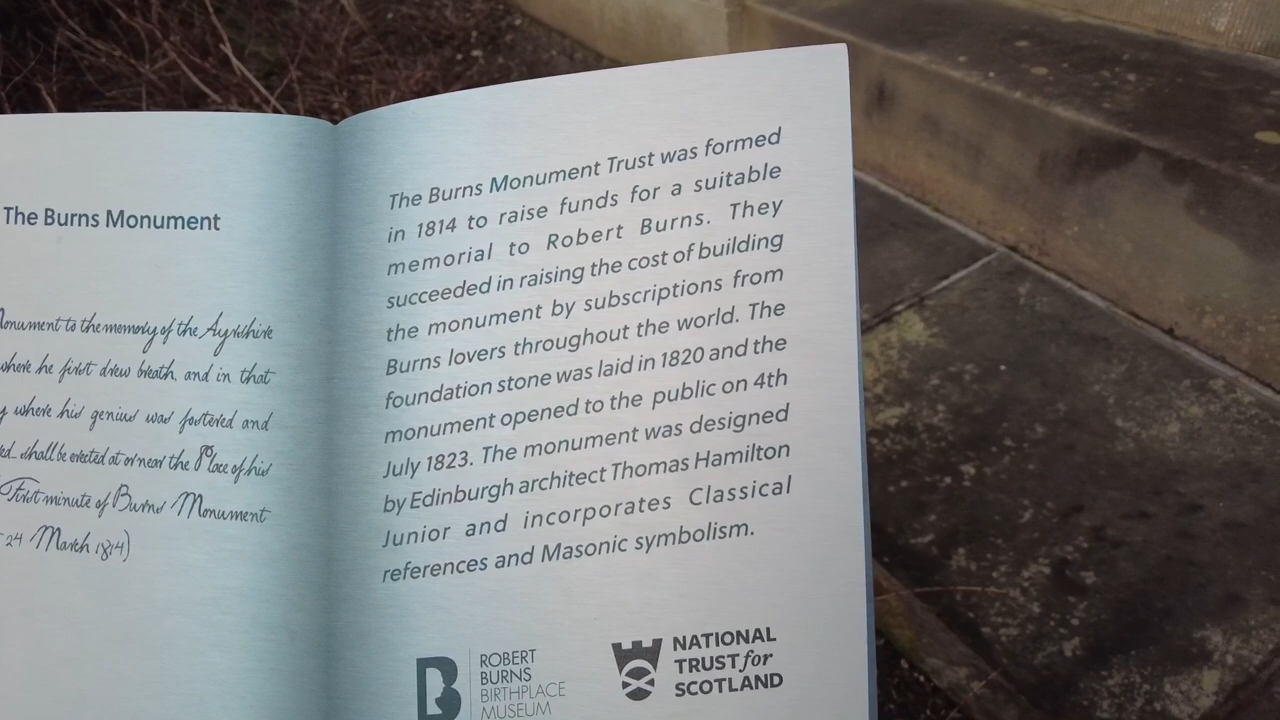 The Burns Monument
Monument to the memory of the Ayrshire
where he first drew breath, and in that
where his genius was fostered and
shall be erected at or near the Place of his
First minute of Burns Monument
24 March 1814)
The Burns Monument Trust was formed
in 1814 to raise funds for a suitable
memorial to Robert Burns. They
succeeded in raising the cost of building
the monument by subscriptions from
Burns lovers throughout the world. The
foundation stone was laid in 1820 and the
monument opened to the public on 4th
July 1823. The monument was designed
by Edinburgh architect Thomas Hamilton
Junior and incorporates Classical
references and Masonic symbolism.
ROBERT
BURNS
BIRTHPLACE
MUSEUM
NATIONAL
TRUST for
SCOTLAND